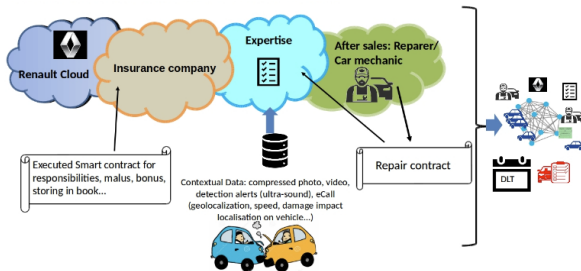 Renault Cloud
Insurance company
Expertise
After sales: Reparer/
Car mechanic
Executed Smart contract for
responsibilities, malus, bonus,
storing in book...
Contextual Data: compressed photo, video,
detection alerts (ultra-sound), eCall
(geolocalization, speed, damage impact
localisation on vehicle...)
Repair contract
DLT